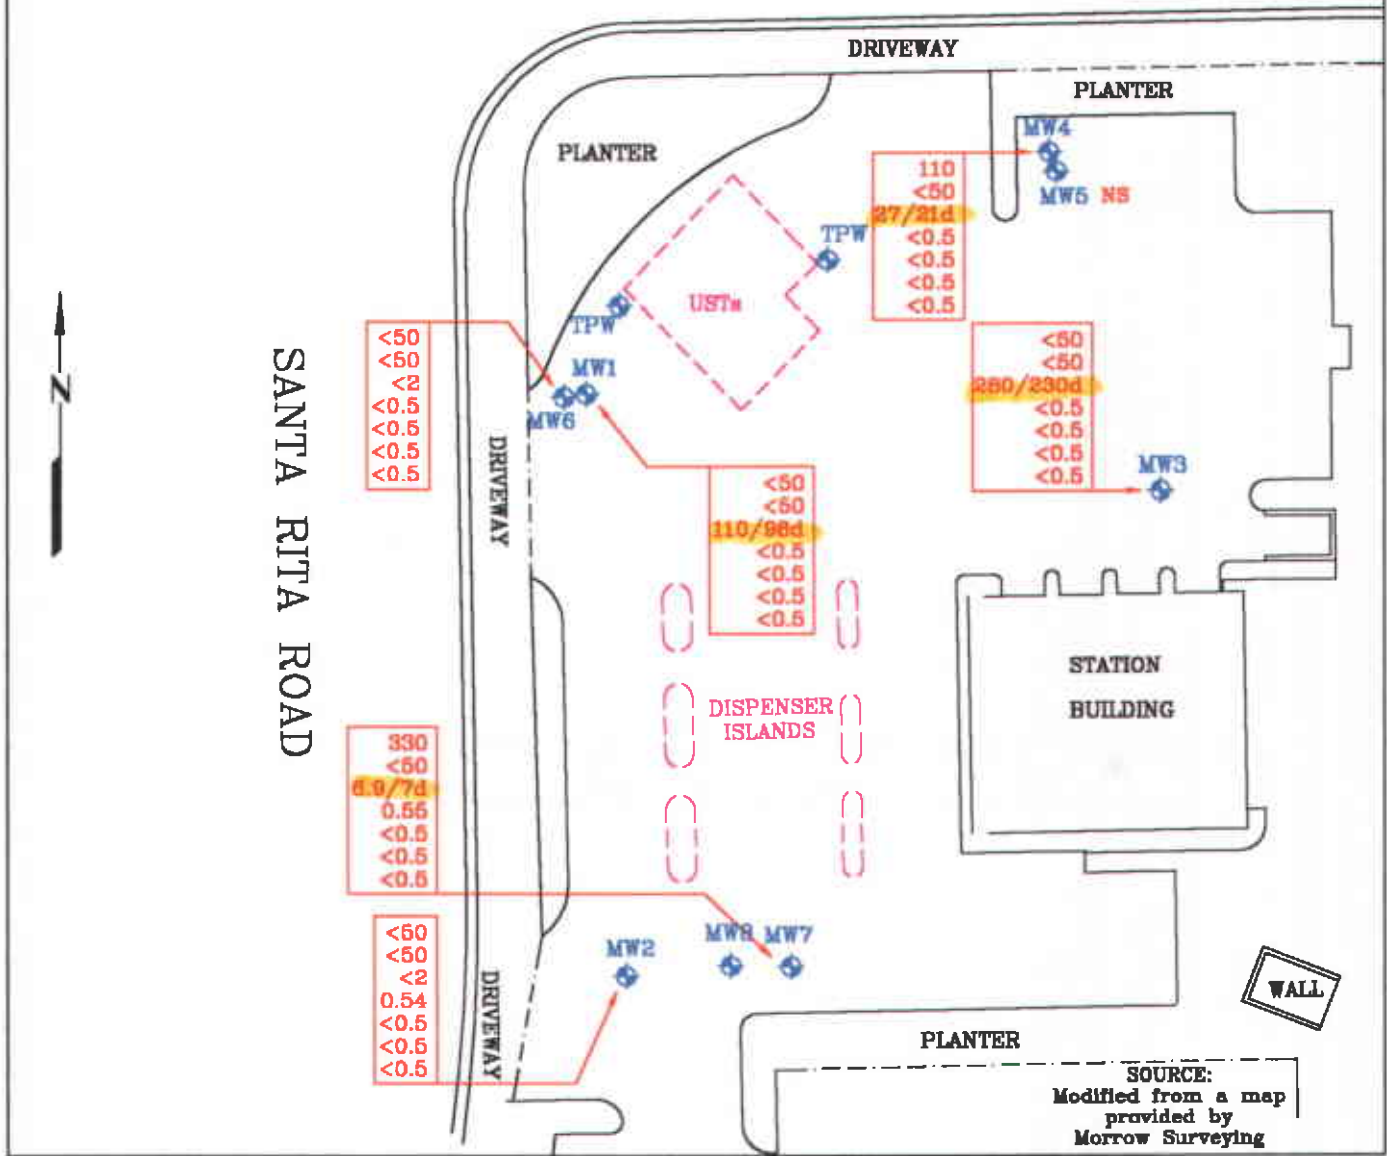 DRIVEWAY
PLANTER
MW4
PLANTER
110
<50
27/21d
<0.5
<0.5
<0.5
<0.5
MW5 NS
TPW
USTs
TPW
<50
<50
<2
<0.5
<0.5
<0.5
<0.5
MW1
MW6
<50
<50
280/230d
<0.5
<0.5
<0.5
<0.5
MW3
N
SANTA RITA ROAD
DRIVEWAY
<50
<50
110/98d
<0.5
<0.5
<0.5
<0.5
STATION
BUILDING
DISPENSER
ISLANDS
330
<50
6.9/7d
0.55
<0.5
<0.5
<0.5
<50
<50
<2
0.54
<0.5
<0.5
<0.5
MW2
MW8
MW7
DRIVEWAY
WALL
PLANTER
SOURCE:
Modified from a map
provided by
Morrow Surveying